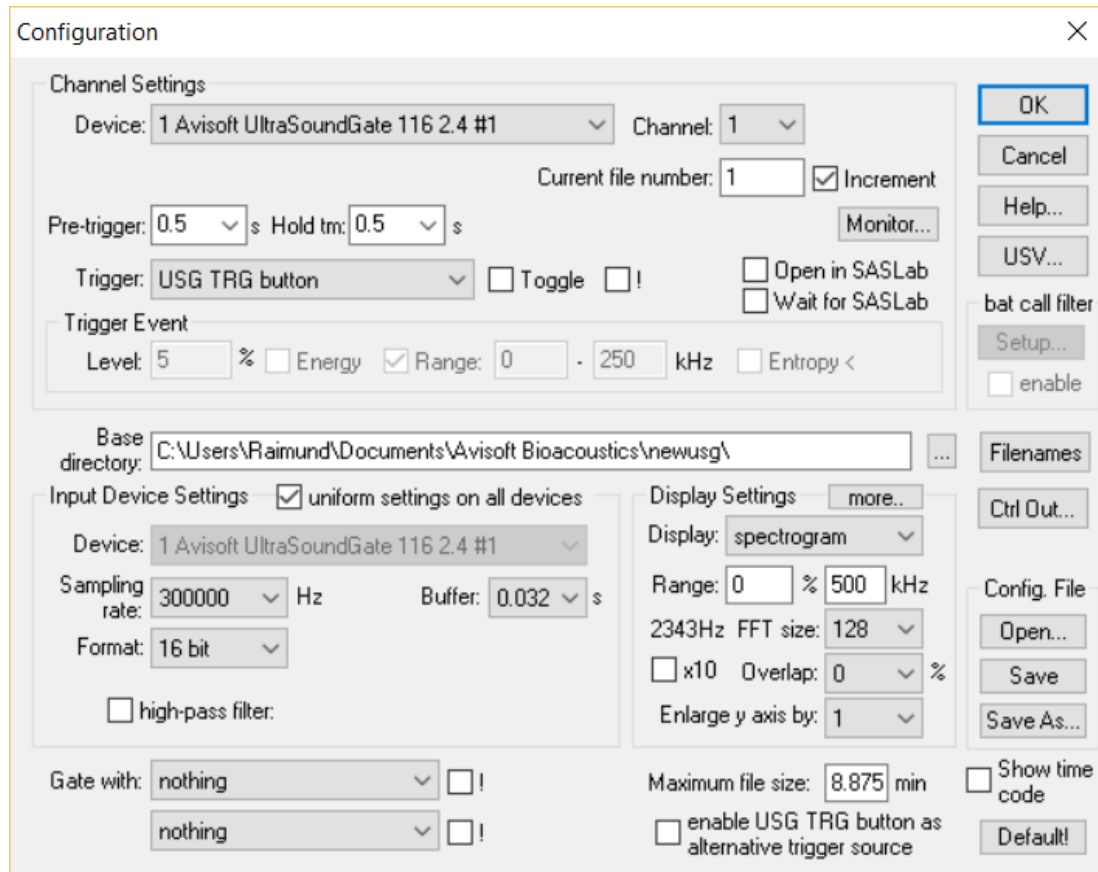 Configuration
Channel Settings
Device: 1 Avisoft UltraSoundGate 116 2.4 #1 Channel: 1
OK
Cancel
Current file number: 1 Increment
Help...
Pre-trigger: 0.5 s Hold tm: 0.5 s Monitor...
USV...
Trigger: USG TRG button Toggle ! Open in SASLab
Wait for SASLab
bat call filter
Trigger Event
Setup...
Level: 5 % Energy Range: 0 - 250 kHz Entropy <
enable
Base
directory: C:\Users\Raimund\Documents\Avisoft Bioacoustics\newusg\ ...
Filenames
Input Device Settings uniform settings on all devices
Display Settings more..
Ctrl Out...
Device: 1 Avisoft UltraSoundGate 116 2.4 #1
Display: spectrogram
Sampling
rate: 300000 Hz Buffer: 0.032 s
Range: 0 % 500 kHz
Config. File
Format: 16 bit
2343Hz FFT size: 128
Open...
x10 Overlap: 0 %
Save
high-pass filter:
Enlarge y axis by: 1
Save As...
Gate with: nothing !
Maximum file size: 8.875 min
Show time
code
nothing !
enable USG TRG button as
alternative trigger source
Default!